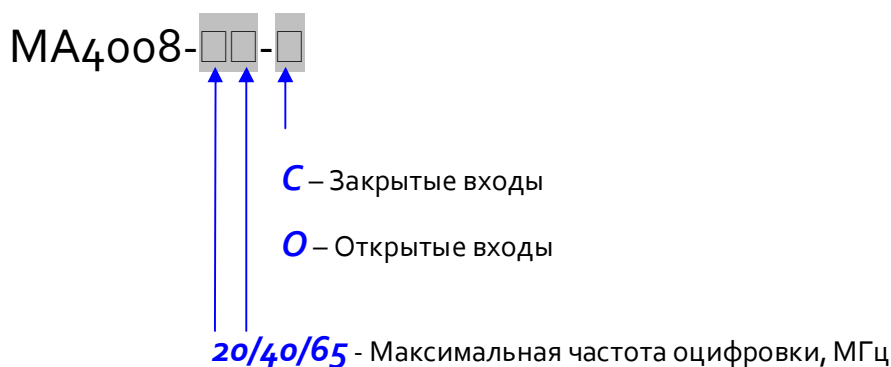 MA4008-□□-□
C – Закрытые входы
O – Открытые входы
20/40/65 - Максимальная частота оцифровки, МГц